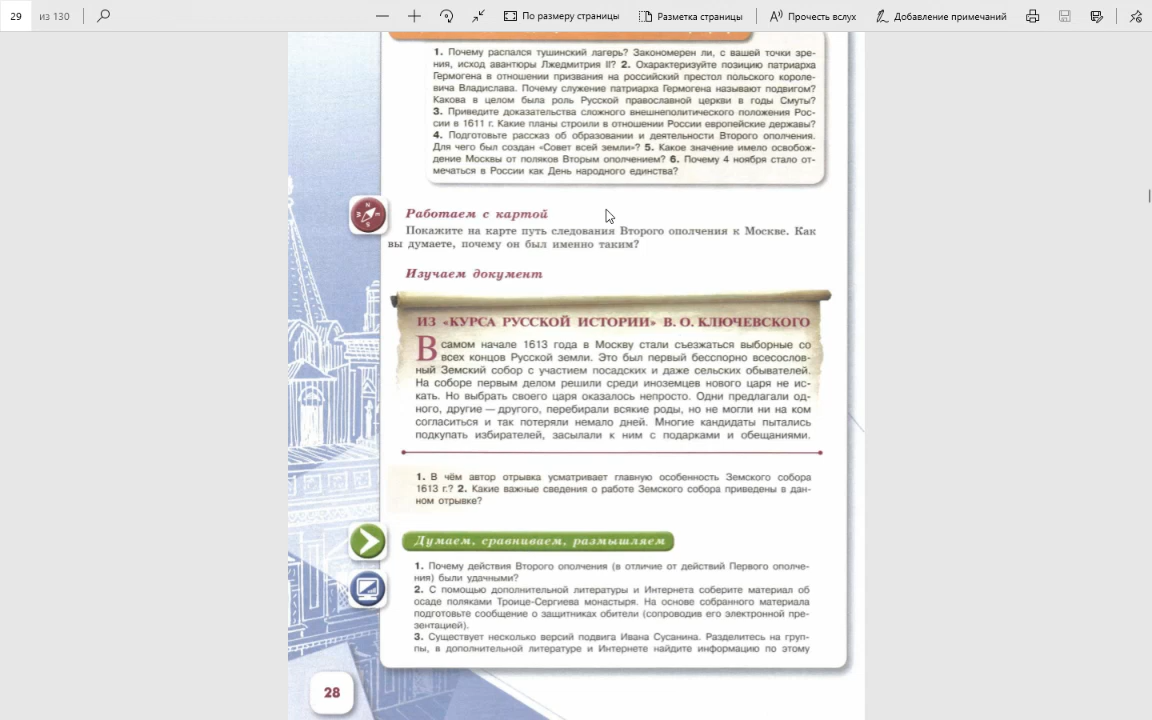 29 из 130
По размеру страницы
Разметка страницы
Прочесть вслух
Добавление примечаний
1. Почему распался тушинский лагерь? Закономерен ли, с вашей точки зре-
ния, исход авантюры Лжедмитрия II? 2. Охарактеризуйте позицию патриарха
Гермогена в отношении призвания на российский престол польского короле-
вича Владислава. Почему служение патриарха Гермогена называют подвигом?
Какова в целом была роль Русской православной церкви в годы Смуты?
3. Приведите доказательства сложного внешнеполитического положения Рос-
сии в 1611 г. Какие планы строили в отношении России европейские державы?
4. Подготовьте рассказ об образовании и деятельности Второго ополчения.
Для чего был создан «Совет всей земли»? 5. Какое значение имело освобож-
дение Москвы от поляков Вторым ополчением? 6. Почему 4 ноября стало от-
мечаться в России как День народного единства?
Работаем с картой
Покажите на карте путь следования Второго ополчения к Москве. Как
вы думаете, почему он был именно таким?
Изучаем документ
ИЗ «КУРСА РУССКОЙ ИСТОРИИ» В. О. КЛЮЧЕВСКОГО
В самом начале 1613 года в Москву стали съезжаться выборные со
всех концов Русской земли. Это был первый бесспорно всесослов-
ный Земский собор с участием посадских и даже сельских обывателей.
На соборе первым делом решили среди иноземцев нового царя не ис-
кать. Но выбрать своего царя оказалось непросто. Одни предлагали од-
ного, другие — другого, перебирали всякие роды, но не могли ни на ком
согласиться и так потеряли немало дней. Многие кандидаты пытались
подкупать избирателей, засылали к ним с подарками и обещаниями.
1. В чём автор отрывка усматривает главную особенность Земского собора
1613 г.? 2. Какие важные сведения о работе Земского собора приведены в дан-
ном отрывке?
Думаем, сравниваем, размышляем
1. Почему действия Второго ополчения (в отличие от действий Первого ополче-
ния) были удачными?
2. С помощью дополнительной литературы и Интернета соберите материал об
осаде поляками Троице-Сергиева монастыря. На основе собранного материала
подготовьте сообщение о защитниках обители (сопроводив его электронной пре-
зентацией).
3. Существует несколько версий подвига Ивана Сусанина. Разделитесь на груп-
пы, в дополнительной литературе и Интернете найдите информацию по этому
28